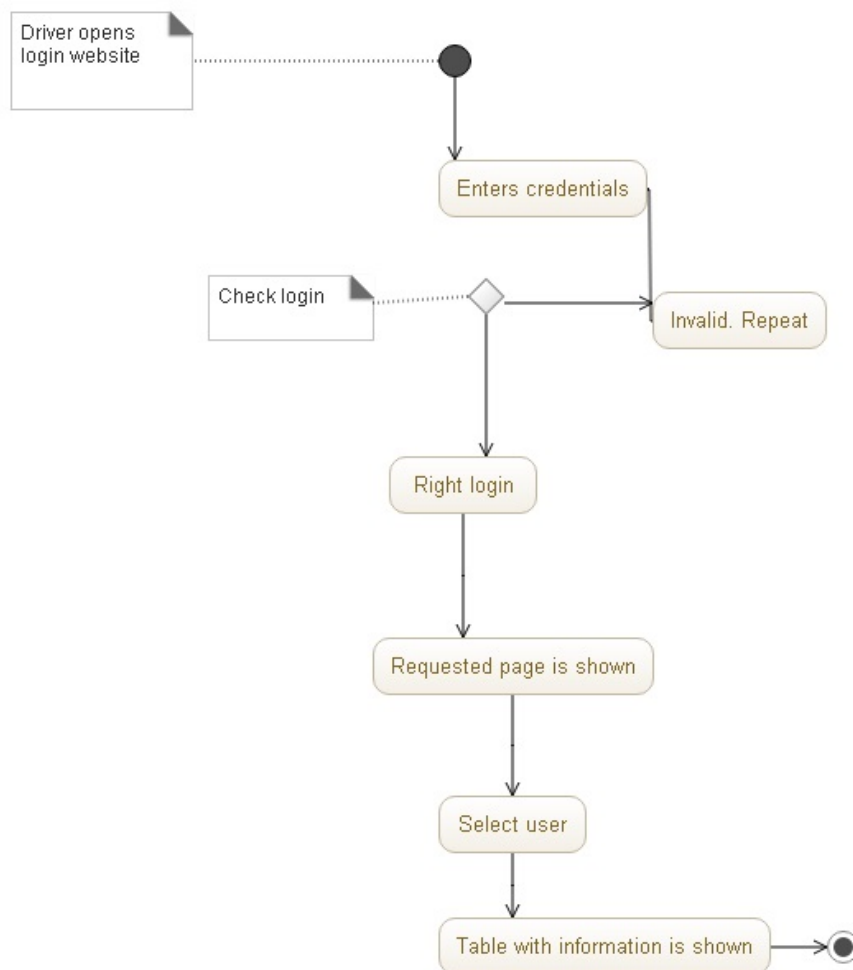 Driver opens
login website
Enters credentials
Check login
Invalid. Repeat
Right login
Requested page is shown
Select user
Table with information is shown